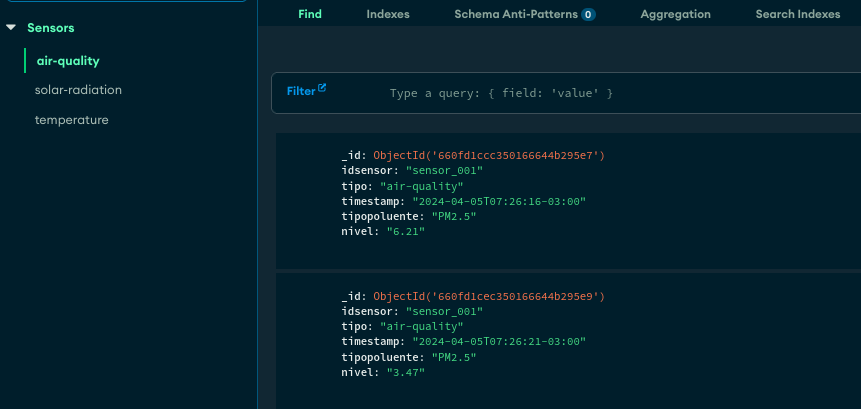 Sensors
air-quality
solar-radiation
temperature
Find Indexes Schema Anti-Patterns 0 Aggregation Search Indexes
Filter Type a query: { field: 'value' }
_id: ObjectId('660fd1ccc350166644b295e7')
idsensor: "sensor_001"
tipo: "air-quality"
timestamp: "2024-04-05T07:26:16-03:00"
tipopoluente: "PM2.5"
nivel: "6.21"
_id: ObjectId('660fd1cec350166644b295e9')
idsensor: "sensor_001"
tipo: "air-quality"
timestamp: "2024-04-05T07:26:21-03:00"
tipopoluente: "PM2.5"
nivel: "3.47"